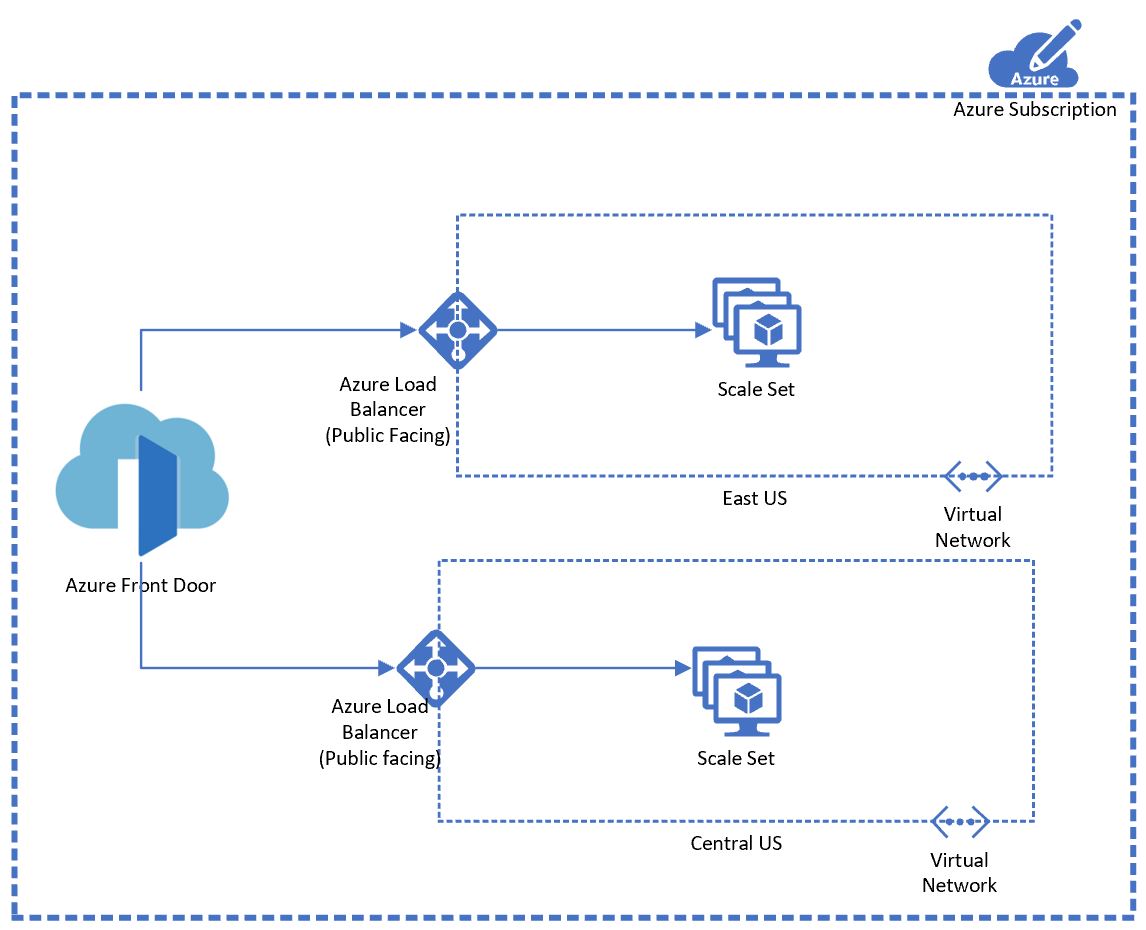 Azure
Azure Subscription
Azure Load
Balancer
(Public Facing)
Scale Set
East US
Virtual
Network
Azure Front Door
Azure Load
Balancer
(Public facing)
Scale Set
Central US
Virtual
Network